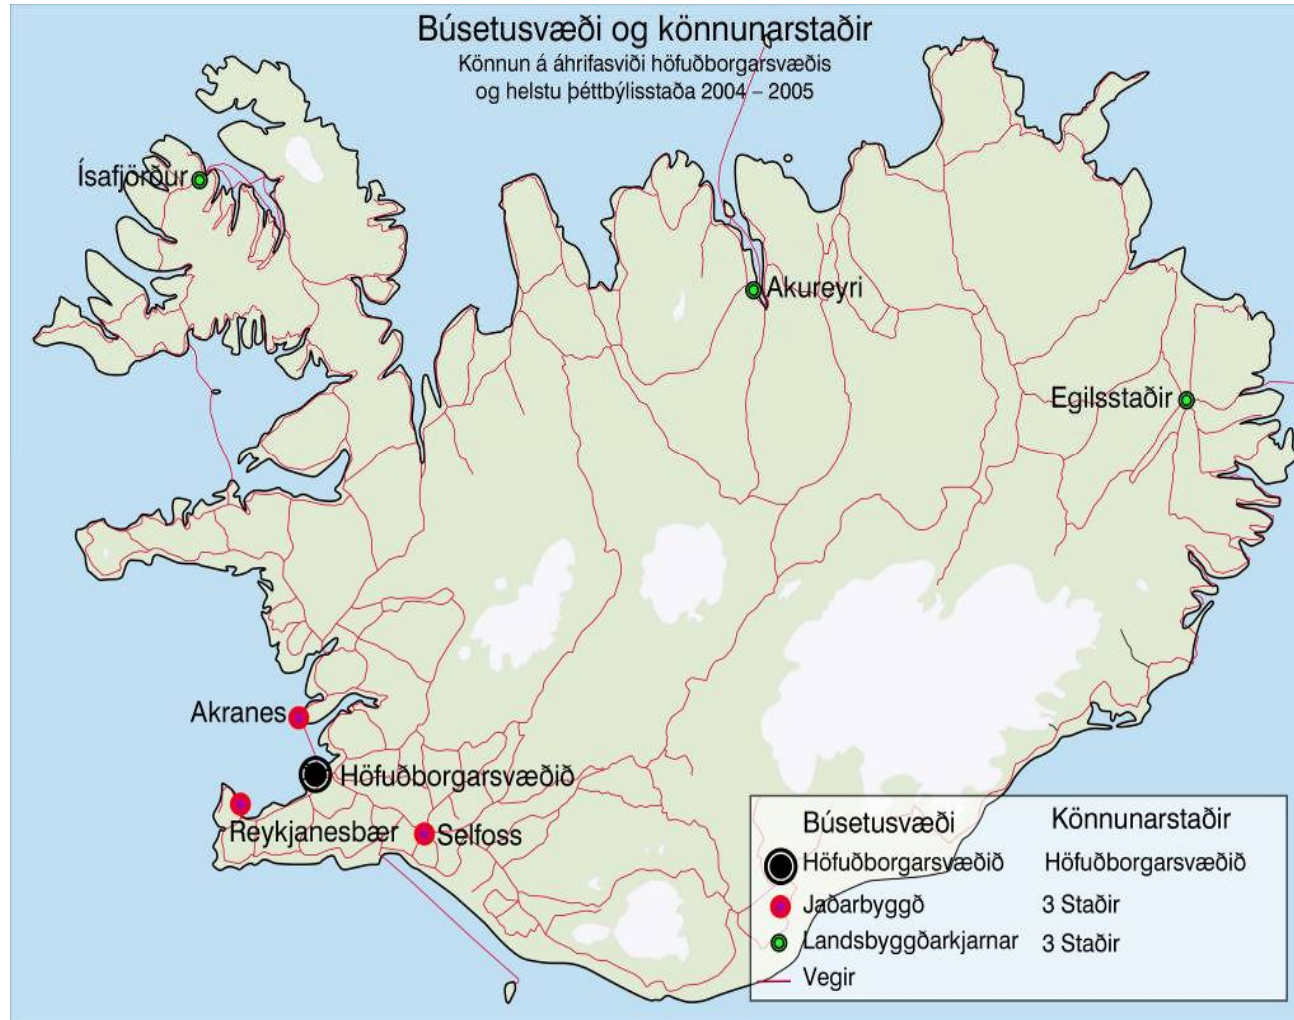 Búsetusvæði og könnunarstaðir
Könnun á áhrifasviði höfuðborgarsvæðis
og helstu þéttbýlisstaða 2004 – 2005
Ísafjörður
Akureyri
Egilsstaðir
Akranes
Höfuðborgarsvæðið
Reykjanesbær
Selfoss
Búsetusvæði Könnunarstaðir
Höfuðborgarsvæðið Höfuðborgarsvæðið
Jaðarbyggð 3 Staðir
Landsbyggðarkjarnar 3 Staðir
Vegir